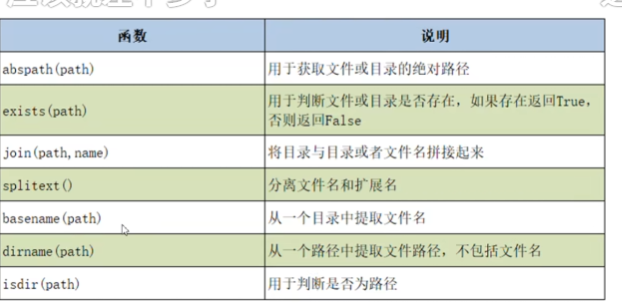 函数 说明
abspath(path) 用于获取文件或目录的绝对路径
exists(path) 用于判断文件或目录是否存在，如果存在返回True，
否则返回False
join(path,name) 将目录与目录或者文件名拼接起来
splitext() 分离文件名和扩展名
basename(path) 从一个目录中提取文件名
dirname(path) 从一个路径中提取文件路径，不包括文件名
isdir(path) 用于判断是否为路径